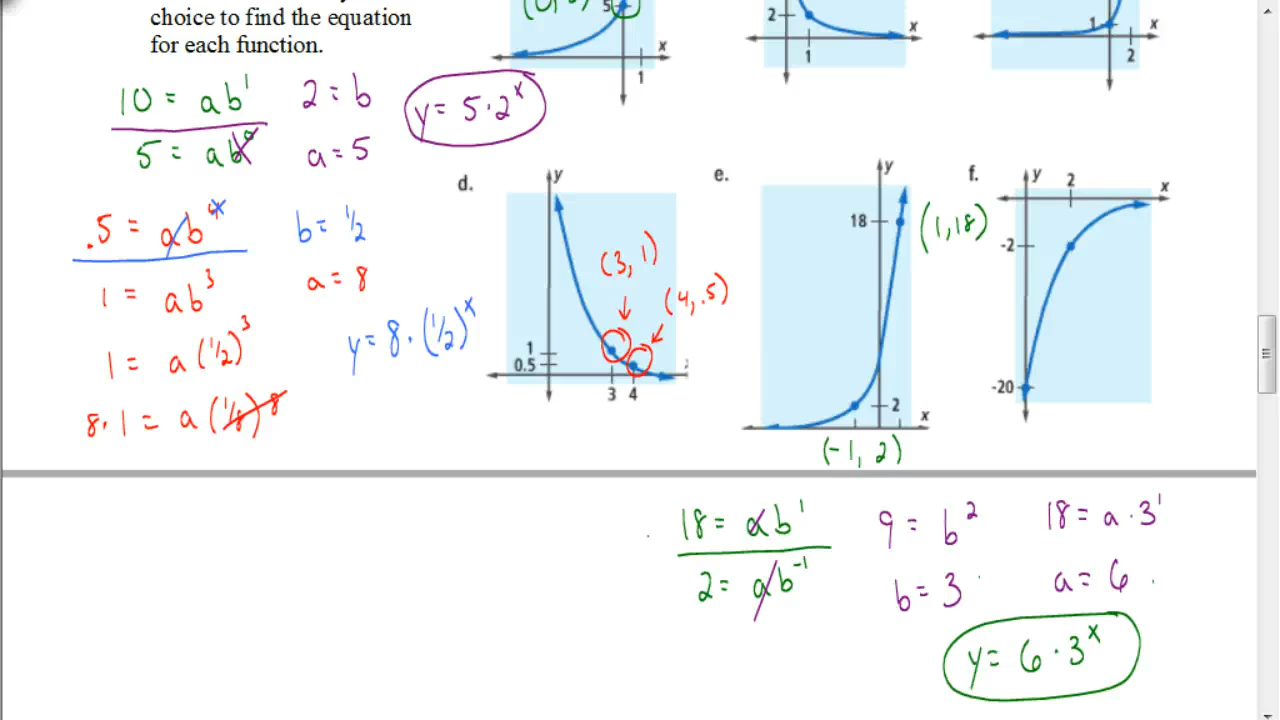 choice to find the equation
for each function.
5
x
1
2
1
x
1
2
x
10 = ab¹
5 = ab⁰
2 = b
a = 5
y = 5·2ˣ
.5 = ab⁴
1 = ab³
1 = a(1/2)³
8·1 = a(1/8)8
b = 1/2
a = 8
y = 8·(1/2)ˣ
d.
y
(3, 1)
(4, .5)
1
0.5
3
4
e.
y
18
(1, 18)
2
x
(-1, 2)
f.
y
2
x
-2
-20
18 = ab¹
2 = ab⁻¹
9 = b²
b = 3
18 = a·3¹
a = 6
y = 6·3ˣ